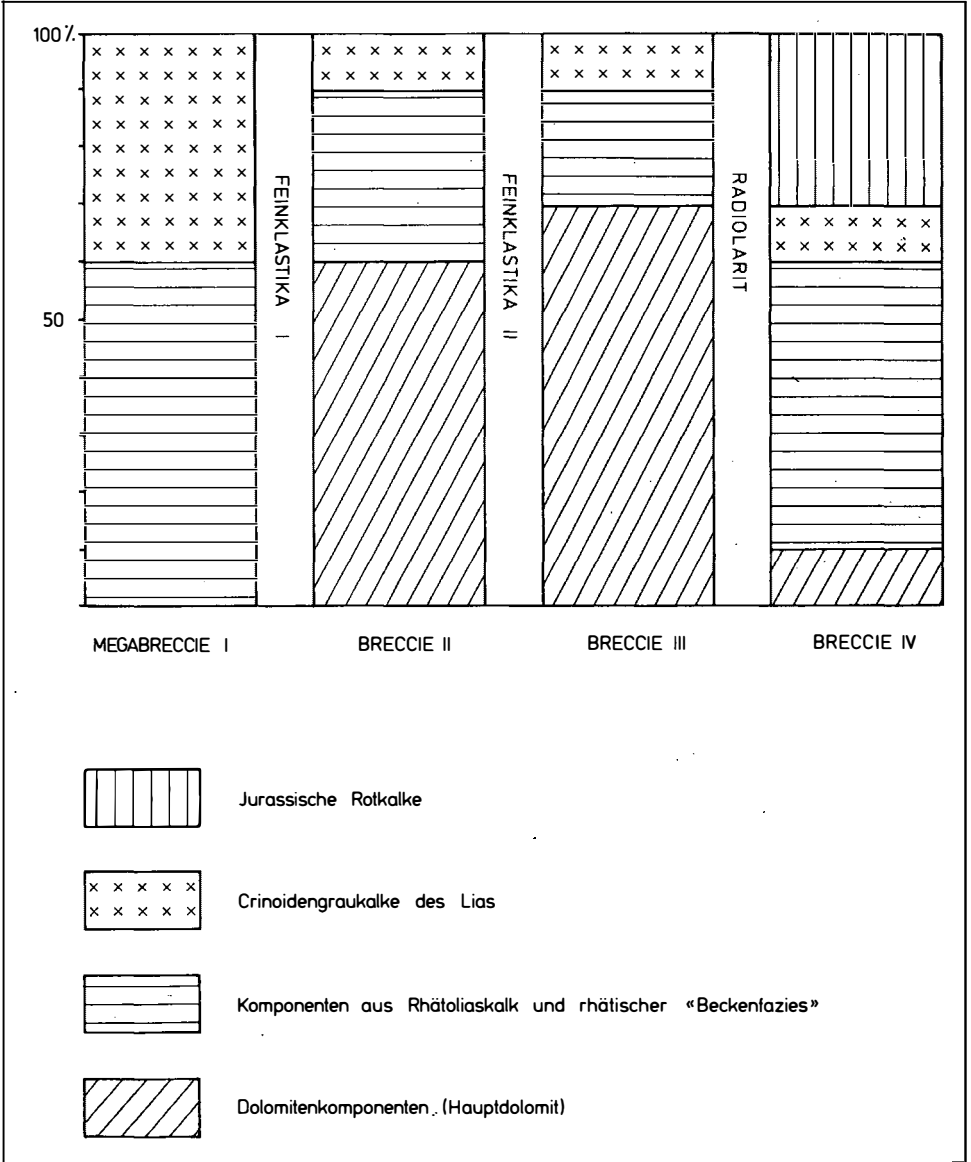 100%
50
FEINKLASTIKA I
FEINKLASTIKA II
RADIOLARIT
MEGABRECCIE I
BRECCIE II
BRECCIE III
BRECCIE IV
Jurassische Rotkalke
Crinoidengraukalke des Lias
Komponenten aus Rhätoliaskalk und rhätischer «Beckenfazies»
Dolomitenkomponenten (Hauptdolomit)